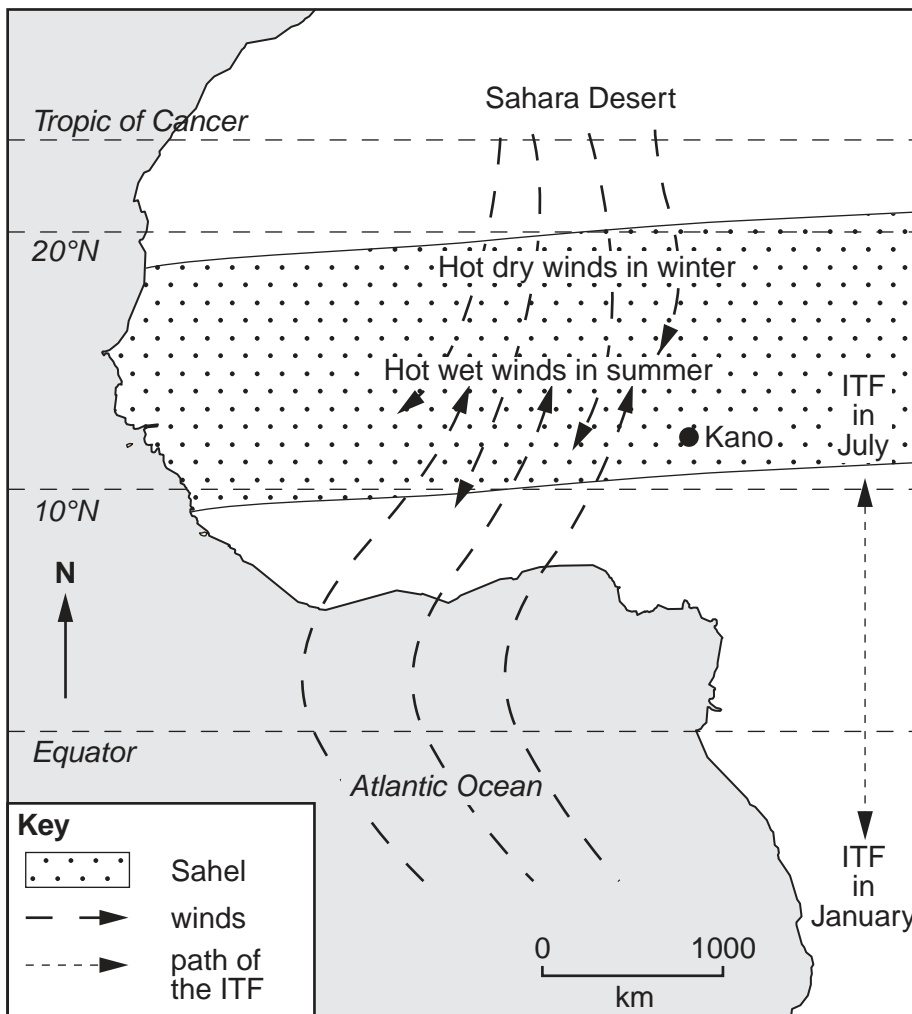 Sahara Desert
Tropic of Cancer
20°N
Hot dry winds in winter
Hot wet winds in summer
ITF
in
July
Kano
10°N
N
Equator
Atlantic Ocean
ITF
in
January
Key
Sahel
winds
path of
the ITF
0 1000
km